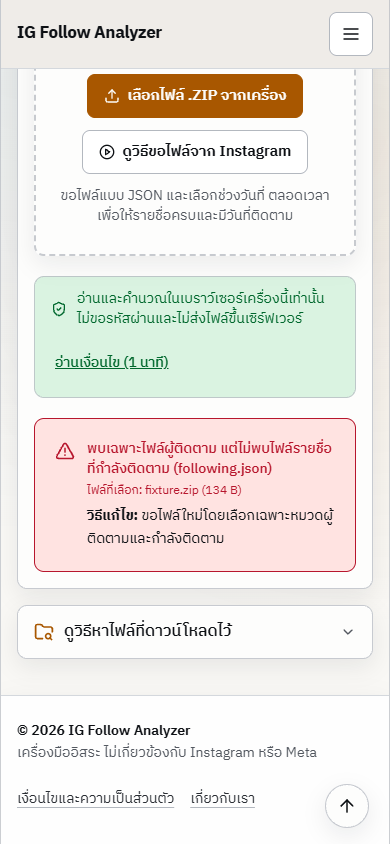 IG Follow Analyzer
เลือกไฟล์ .ZIP จากเครื่อง
ดูวิธีขอไฟล์จาก Instagram
ขอไฟล์แบบ JSON และเลือกช่วงวันที่ ตลอดเวลา
เพื่อให้รายชื่อครบและมีวันที่ติดตาม
อ่านและคำนวณในเบราว์เซอร์เครื่องนี้เท่านั้น
ไม่ขอรหัสผ่านและไม่ส่งไฟล์ขึ้นเซิร์ฟเวอร์
อ่านเงื่อนไข (1 นาที)
พบเฉพาะไฟล์ผู้ติดตาม แต่ไม่พบไฟล์รายชื่อ
ที่กำลังติดตาม (following.json)
ไฟล์ที่เลือก: fixture.zip (134 B)
วิธีแก้ไข: ขอไฟล์ใหม่โดยเลือกเฉพาะหมวดผู้
ติดตามและกำลังติดตาม
ดูวิธีหาไฟล์ที่ดาวน์โหลดไว้
© 2026 IG Follow Analyzer
เครื่องมืออิสระ ไม่เกี่ยวข้องกับ Instagram หรือ Meta
เงื่อนไขและความเป็นส่วนตัว เกี่ยวกับเรา